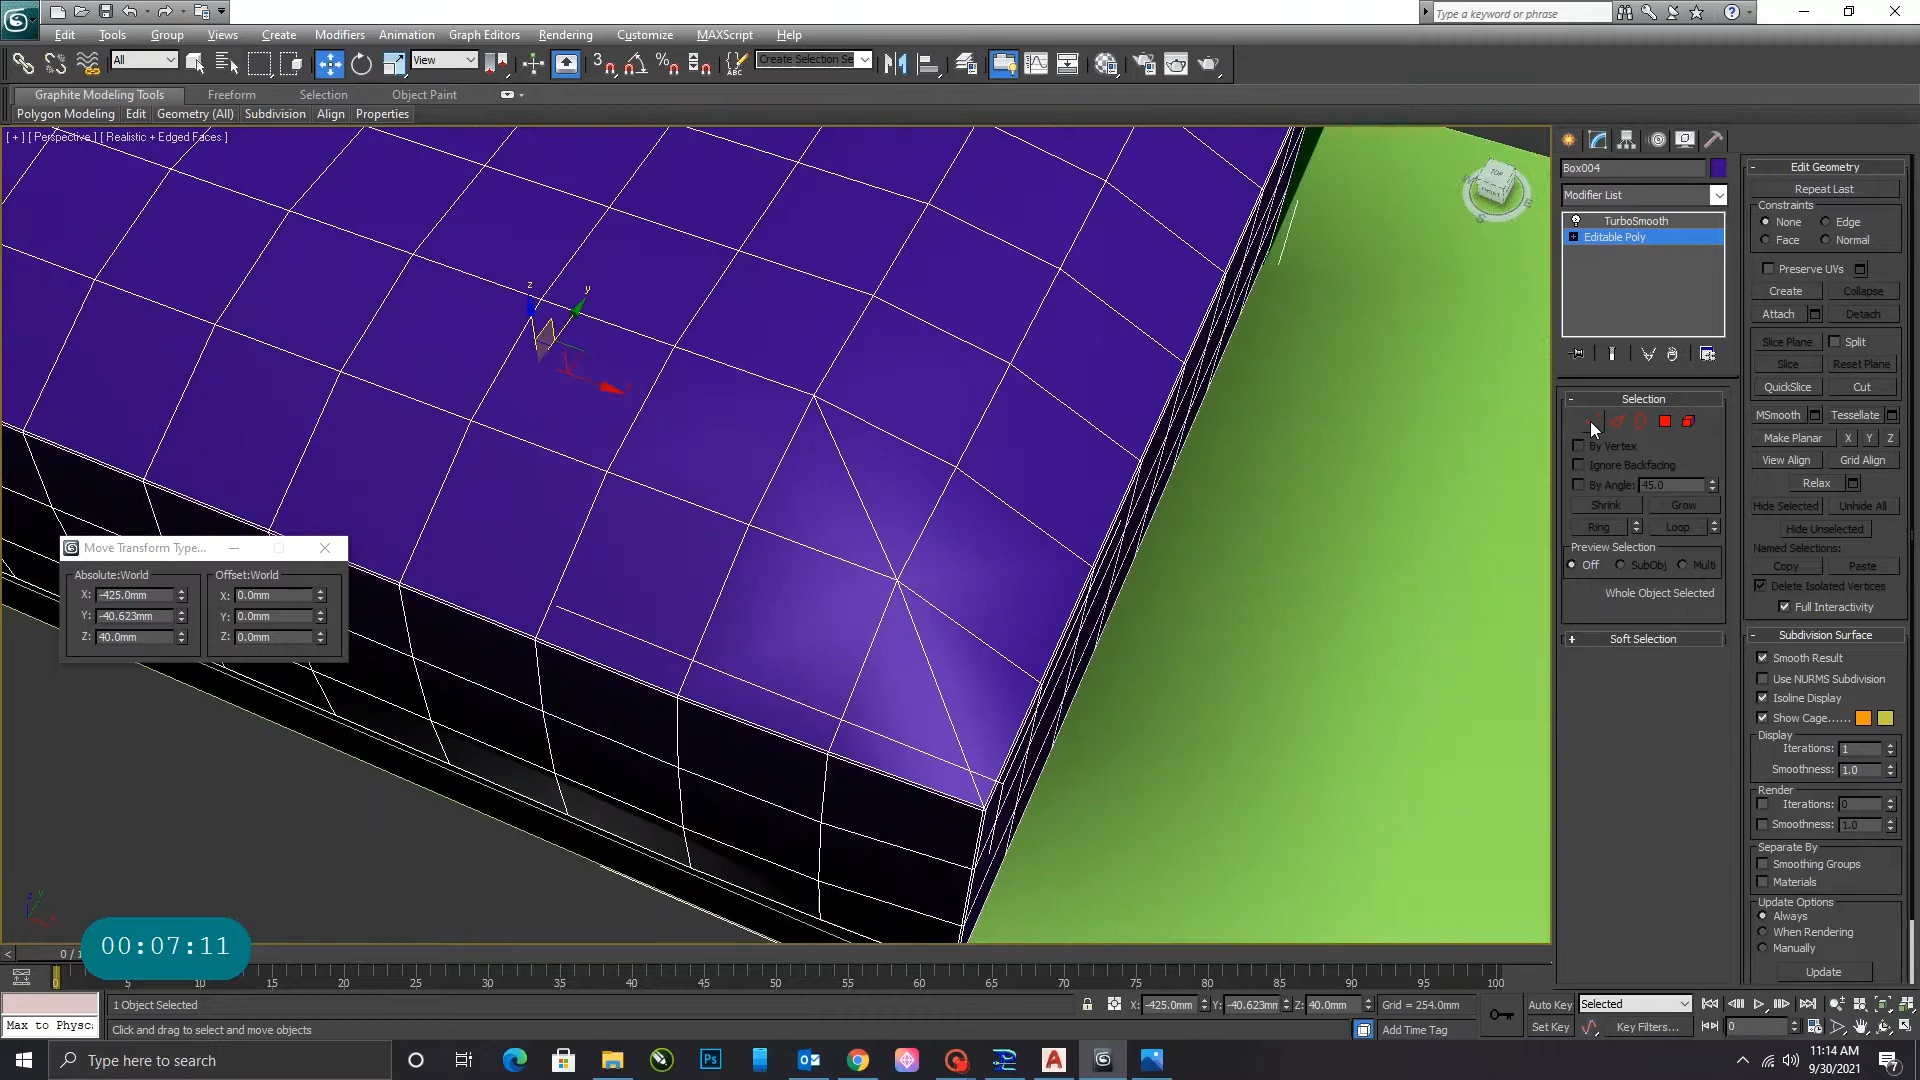 Type a keyword or phrase
Edit Tools Group Views Create Modifiers Animation Graph Editors Rendering Customize MAXScript Help
All View 3 ABC Create Selection Se
Graphite Modeling Tools Freeform Selection Object Paint
Polygon Modeling Edit Geometry (All) Subdivision Align Properties
[ + ] [ Perspective ] [ Realistic + Edged Faces ]
TOP
FRONT
S E
z y
Box004
Modifier List
TurboSmooth
Editable Poly
Selection
By Vertex
Ignore Backfacing
By Angle: 45.0
Shrink Grow
Ring Loop
Preview Selection
Off SubObj Multi
Whole Object Selected
Soft Selection
Edit Geometry
Repeat Last
Constraints
None Edge
Face Normal
Preserve UVs
Create Collapse
Attach Detach
Slice Plane Split
Slice Reset Plane
QuickSlice Cut
MSmooth Tessellate
Make Planar X Y Z
View Align Grid Align
Relax
Hide Selected Unhide All
Hide Unselected
Named Selections:
Copy Paste
Delete Isolated Vertices
Full Interactivity
Subdivision Surface
Smooth Result
Use NURMS Subdivision
Isoline Display
Show Cage......
Display
Iterations: 1
Smoothness: 1.0
Render
Iterations: 0
Smoothness: 1.0
Separate By
Smoothing Groups
Materials
Update Options
Always
When Rendering
Manually
Update
Move Transform Type...
Absolute:World Offset:World
X: -425.0mm X: 0.0mm
Y: -40.623mm Y: 0.0mm
Z: 40.0mm Z: 0.0mm
00:07:11
0 / 1
0 5 10 15 20 25 30 35 40 45 50 55 60 65 70 75 80 85 90 95 100
1 Object Selected X: -425.0mm Y: -40.623mm Z: 40.0mm Grid = 254.0mm Auto Key Selected
Max to Physc: Click and drag to select and move objects Add Time Tag Set Key Key Filters... 0
Type here to search
Ps
11:14 AM
9/30/2021
7